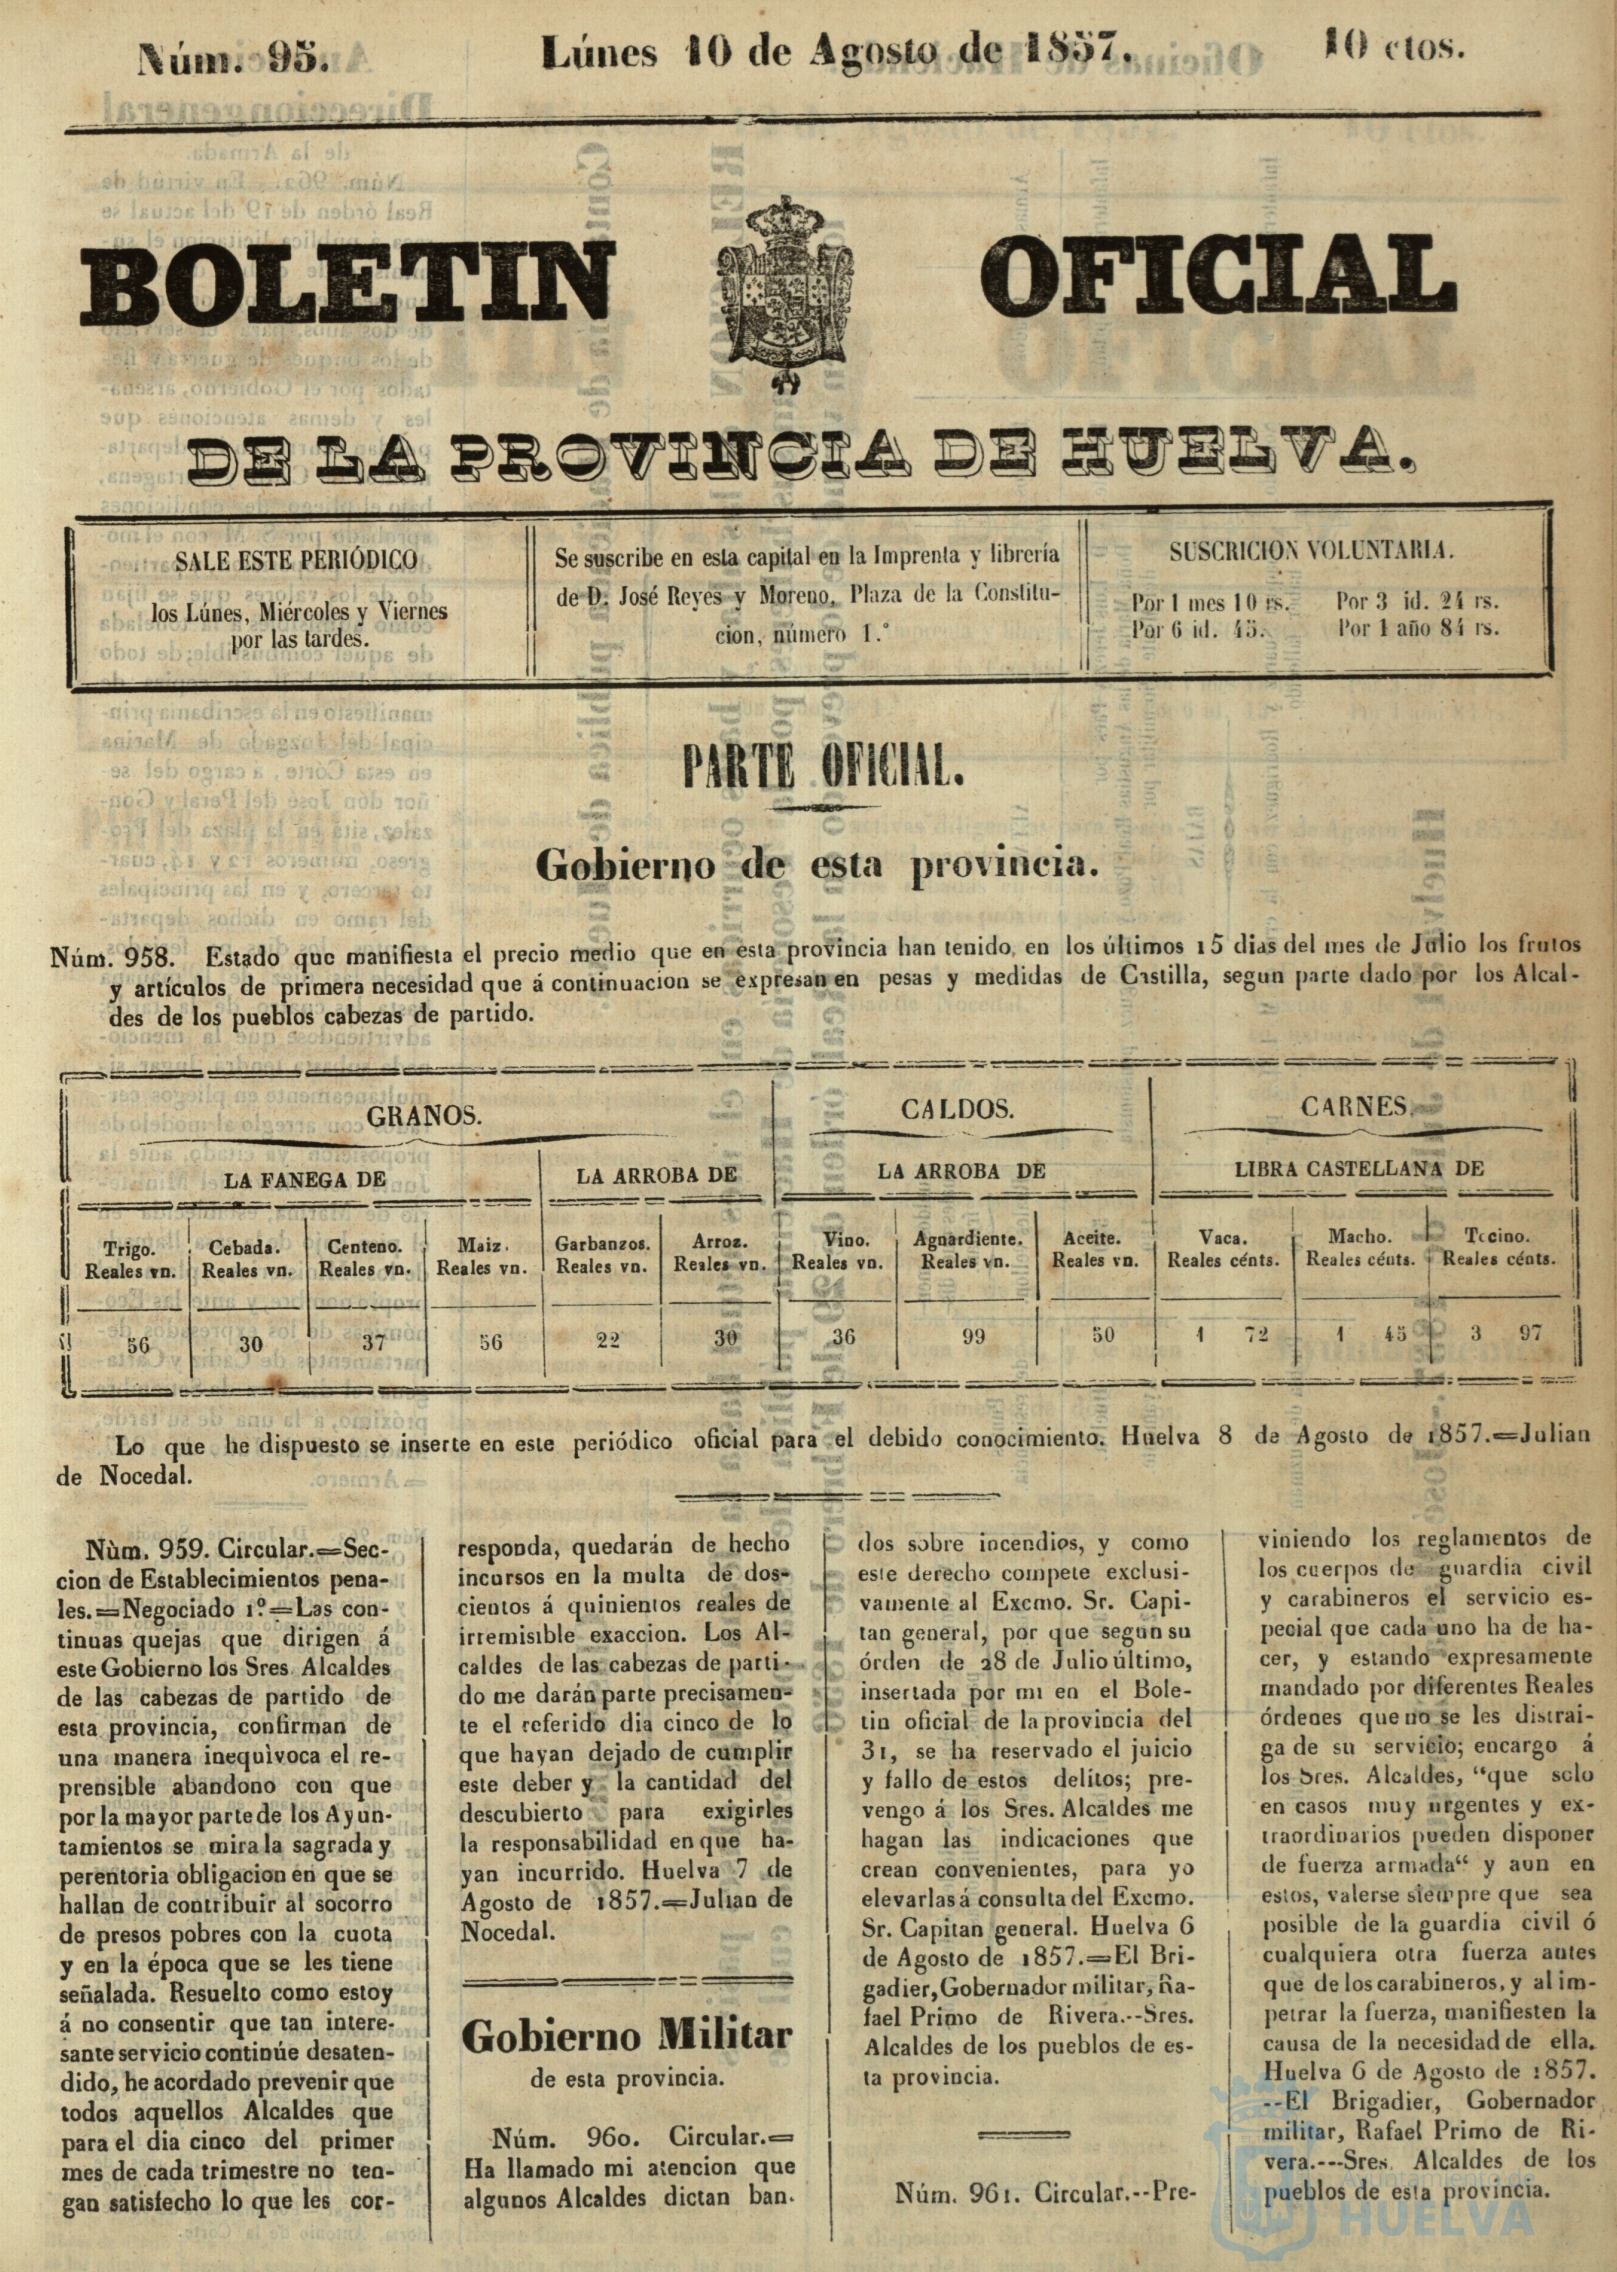 Núm. 95.
Lúnes 10 de Agosto de 1857.
10 ctos.
BOLETIN OFICIAL
DE LA PROVINCIA DE HUELVA.
SALE ESTE PERIÓDICO
los Lúnes, Miércoles y Viernes
por las tardes.
Se suscribe en esta capital en la Imprenta y librería
de D. José Reyes y Moreno, Plaza de la Constitu-
cion, número 1.°
SUSCRICION VOLUNTARIA.
Por 1 mes 10 rs. Por 3 id. 24 rs.
Por 6 id. 45. Por 1 año 84 rs.
PARTE OFICIAL.
Gobierno de esta provincia.
Núm. 958. Estado que manifiesta el precio medio que en esta provincia han tenido en los últimos 15 dias del mes de Julio los frutos
y artículos de primera necesidad que á continuacion se expresan en pesas y medidas de Castilla, segun parte dado por los Alcal-
des de los pueblos cabezas de partido.
GRANOS. CALDOS. CARNES.
LA FANEGA DE LA ARROBA DE LA ARROBA DE LIBRA CASTELLANA DE
Trigo. Cebada. Centeno. Maiz. Garbanzos. Arroz. Vino. Aguardiente. Aceite. Vaca. Macho. Tocino.
Reales vn. Reales vn. Reales vn. Reales vn. Reales vn. Reales vn. Reales vn. Reales vn. Reales vn. Reales cénts. Reales cénts. Reales cénts.
56 30 37 56 22 30 36 99 50 1 72 1 45 3 97
Lo que he dispuesto se inserte en este periódico oficial para el debido conocimiento. Huelva 8 de Agosto de 1857.=Julian
de Nocedal.
Nùm. 959. Circular.=Sec-
cion de Establecimientos pena-
les.=Negociado 1.º=Las con-
tinuas quejas que dirigen á
este Gobierno los Sres. Alcaldes
de las cabezas de partido de
esta provincia, confirman de
una manera inequìvoca el re-
prensible abandono con que
por la mayor parte de los Ayun-
tamientos se mira la sagrada y
perentoria obligacion en que se
hallan de contribuir al socorro
de presos pobres con la cuota
y en la época que se les tiene
señalada. Resuelto como estoy
á no consentir que tan intere-
sante servicio continúe desaten-
dido, he acordado prevenir que
todos aquellos Alcaldes que
para el dia cinco del primer
mes de cada trimestre no ten-
gan satisfecho lo que les cor-
responda, quedarán de hecho
incursos en la multa de dos-
cientos á quinientos reales de
irremisible exaccion. Los Al-
caldes de las cabezas de parti-
do me darán parte precisamen-
te el referido dia cinco de lo
que hayan dejado de cumplir
este deber y la cantidad del
descubierto para exigirles
la responsabilidad en que ha-
yan incurrido. Huelva 7 de
Agosto de 1857.=Julian de
Nocedal.
Gobierno Militar
de esta provincia.
Núm. 960. Circular.=
Ha llamado mi atencion que
algunos Alcaldes dictan ban-
dos sobre incendios, y como
este derecho compete exclusi-
vamente al Excmo. Sr. Capi-
tan general, por que segun su
órden de 28 de Julio último,
insertada por mi en el Bole-
tin oficial de la provincia del
31, se ha reservado el juicio
y fallo de estos delitos; pre-
vengo á los Sres. Alcaldes me
hagan las indicaciones que
crean convenientes, para yo
elevarlas á consulta del Excmo.
Sr. Capitan general. Huelva 6
de Agosto de 1857.=El Bri-
gadier, Gobernador militar, Ra-
fael Primo de Rivera.--Sres.
Alcaldes de los pueblos de es-
ta provincia.
Núm. 961. Circular.--Pre-
viniendo los reglamentos de
los cuerpos de guardia civil
y carabineros el servicio es-
pecial que cada uno ha de ha-
cer, y estando expresamente
mandado por diferentes Reales
órdenes que no se les distrai-
ga de su servicio; encargo á
los Sres. Alcaldes, “que solo
en casos muy urgentes y ex-
traordinarios pueden disponer
de fuerza armada“ y aun en
estos, valerse siempre que sea
posible de la guardia civil ó
cualquiera otra fuerza antes
que de los carabineros, y al im-
petrar la fuerza, manifiesten la
causa de la necesidad de ella.
Huelva 6 de Agosto de 1857.
--El Brigadier, Gobernador
militar, Rafael Primo de Ri-
vera.---Sres. Alcaldes de los
pueblos de esta provincia.
HUELVA